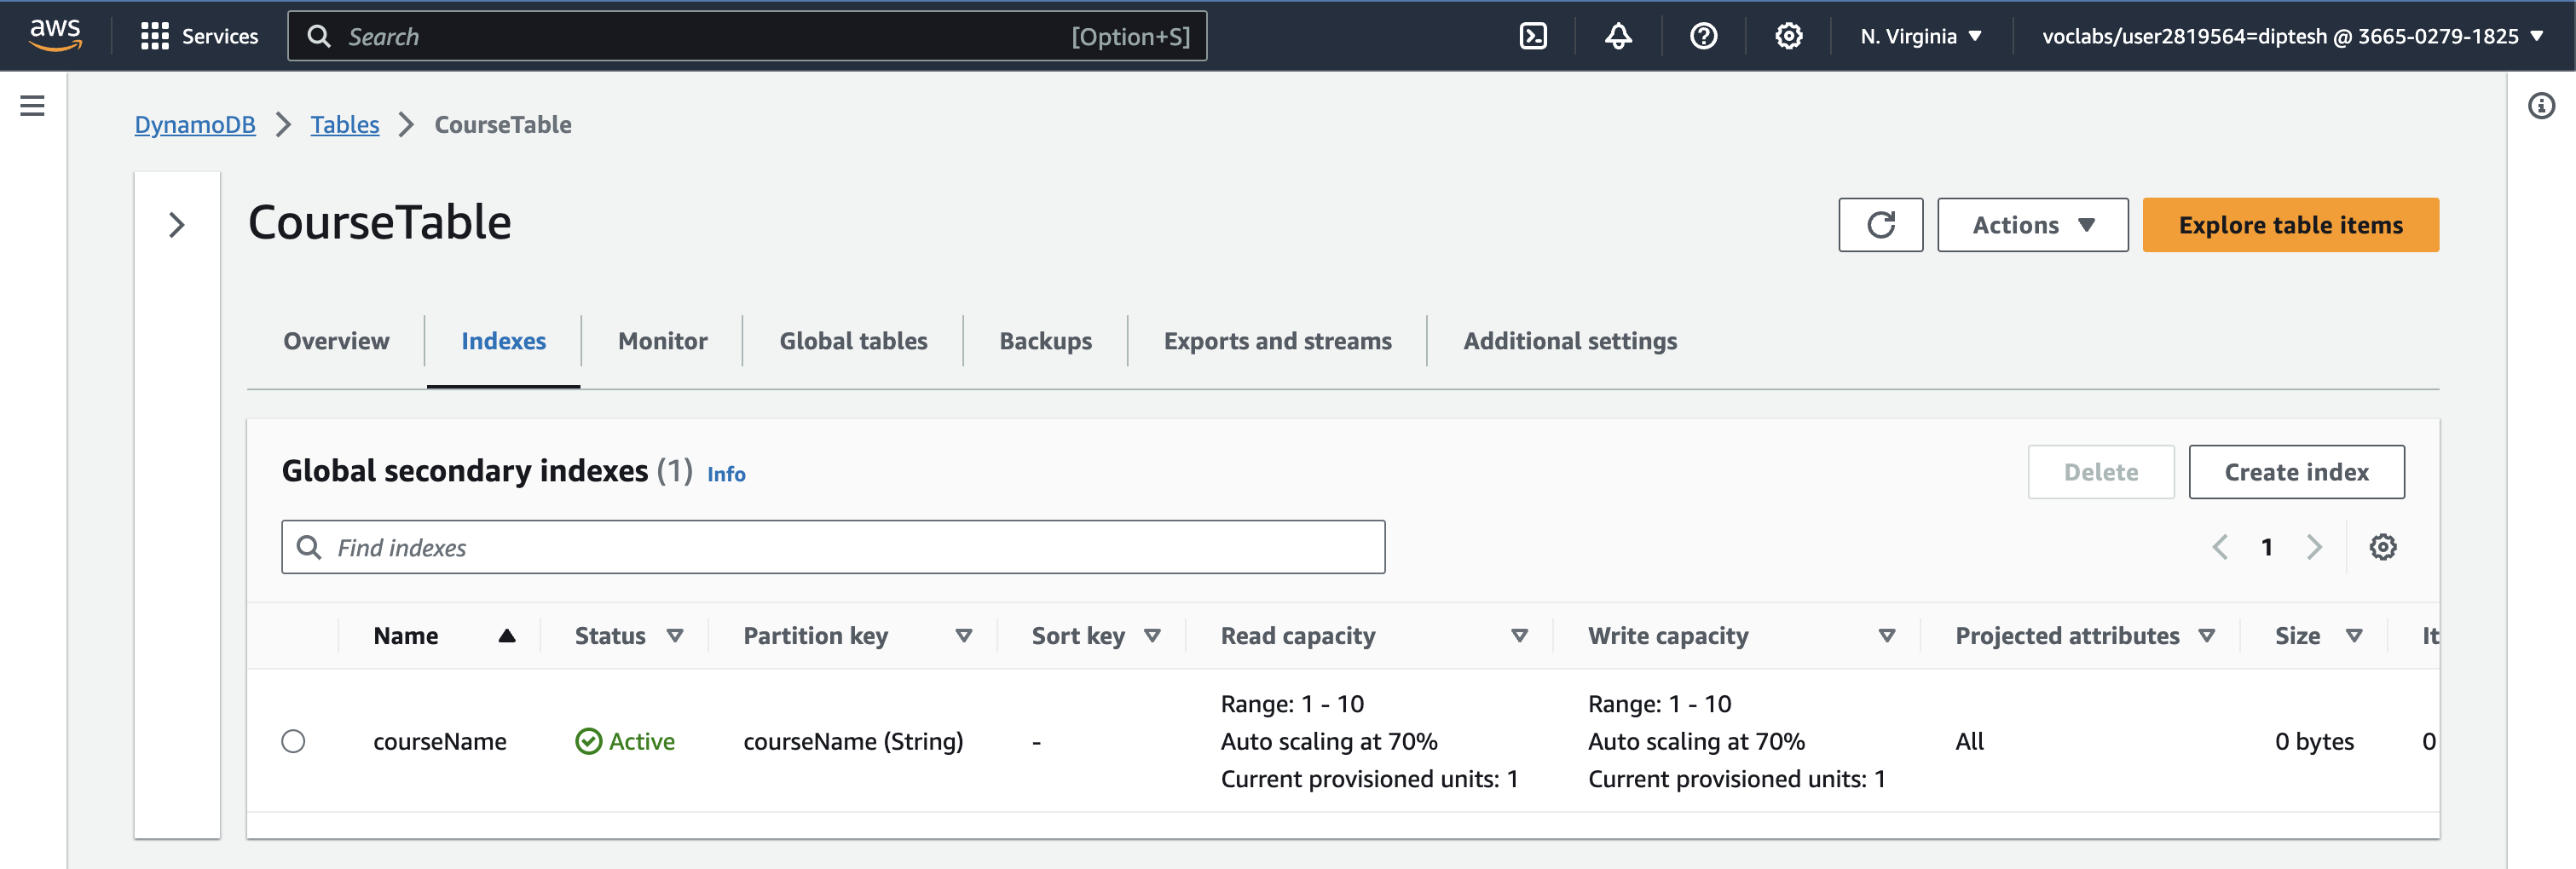 aws Services Search [Option+S] N. Virginia voclabs/user2819564=diptesh @ 3665-0279-1825
DynamoDB Tables CourseTable
CourseTable
Actions Explore table items
Overview Indexes Monitor Global tables Backups Exports and streams Additional settings
Global secondary indexes (1) Info Delete Create index
Find indexes 1
Name Status Partition key Sort key Read capacity Write capacity Projected attributes Size It
Range: 1 - 10 Range: 1 - 10
courseName Active courseName (String) - Auto scaling at 70% Auto scaling at 70% All 0 bytes 0
Current provisioned units: 1 Current provisioned units: 1